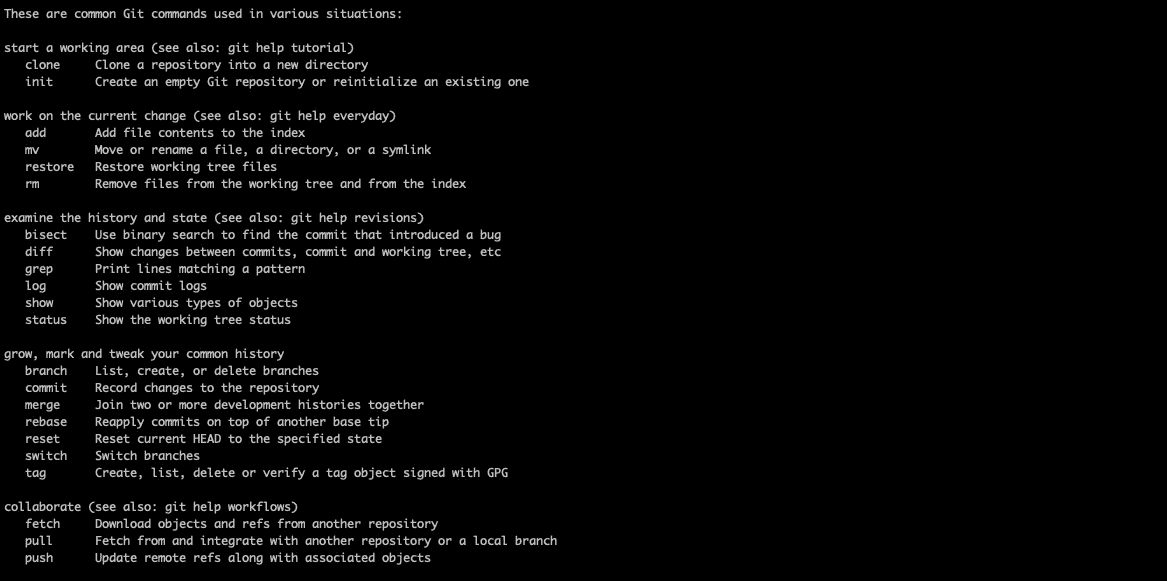 These are common Git commands used in various situations:

start a working area (see also: git help tutorial)
   clone     Clone a repository into a new directory
   init      Create an empty Git repository or reinitialize an existing one

work on the current change (see also: git help everyday)
   add       Add file contents to the index
   mv        Move or rename a file, a directory, or a symlink
   restore   Restore working tree files
   rm        Remove files from the working tree and from the index

examine the history and state (see also: git help revisions)
   bisect    Use binary search to find the commit that introduced a bug
   diff      Show changes between commits, commit and working tree, etc
   grep      Print lines matching a pattern
   log       Show commit logs
   show      Show various types of objects
   status    Show the working tree status

grow, mark and tweak your common history
   branch    List, create, or delete branches
   commit    Record changes to the repository
   merge     Join two or more development histories together
   rebase    Reapply commits on top of another base tip
   reset     Reset current HEAD to the specified state
   switch    Switch branches
   tag       Create, list, delete or verify a tag object signed with GPG

collaborate (see also: git help workflows)
   fetch     Download objects and refs from another repository
   pull      Fetch from and integrate with another repository or a local branch
   push      Update remote refs along with associated objects